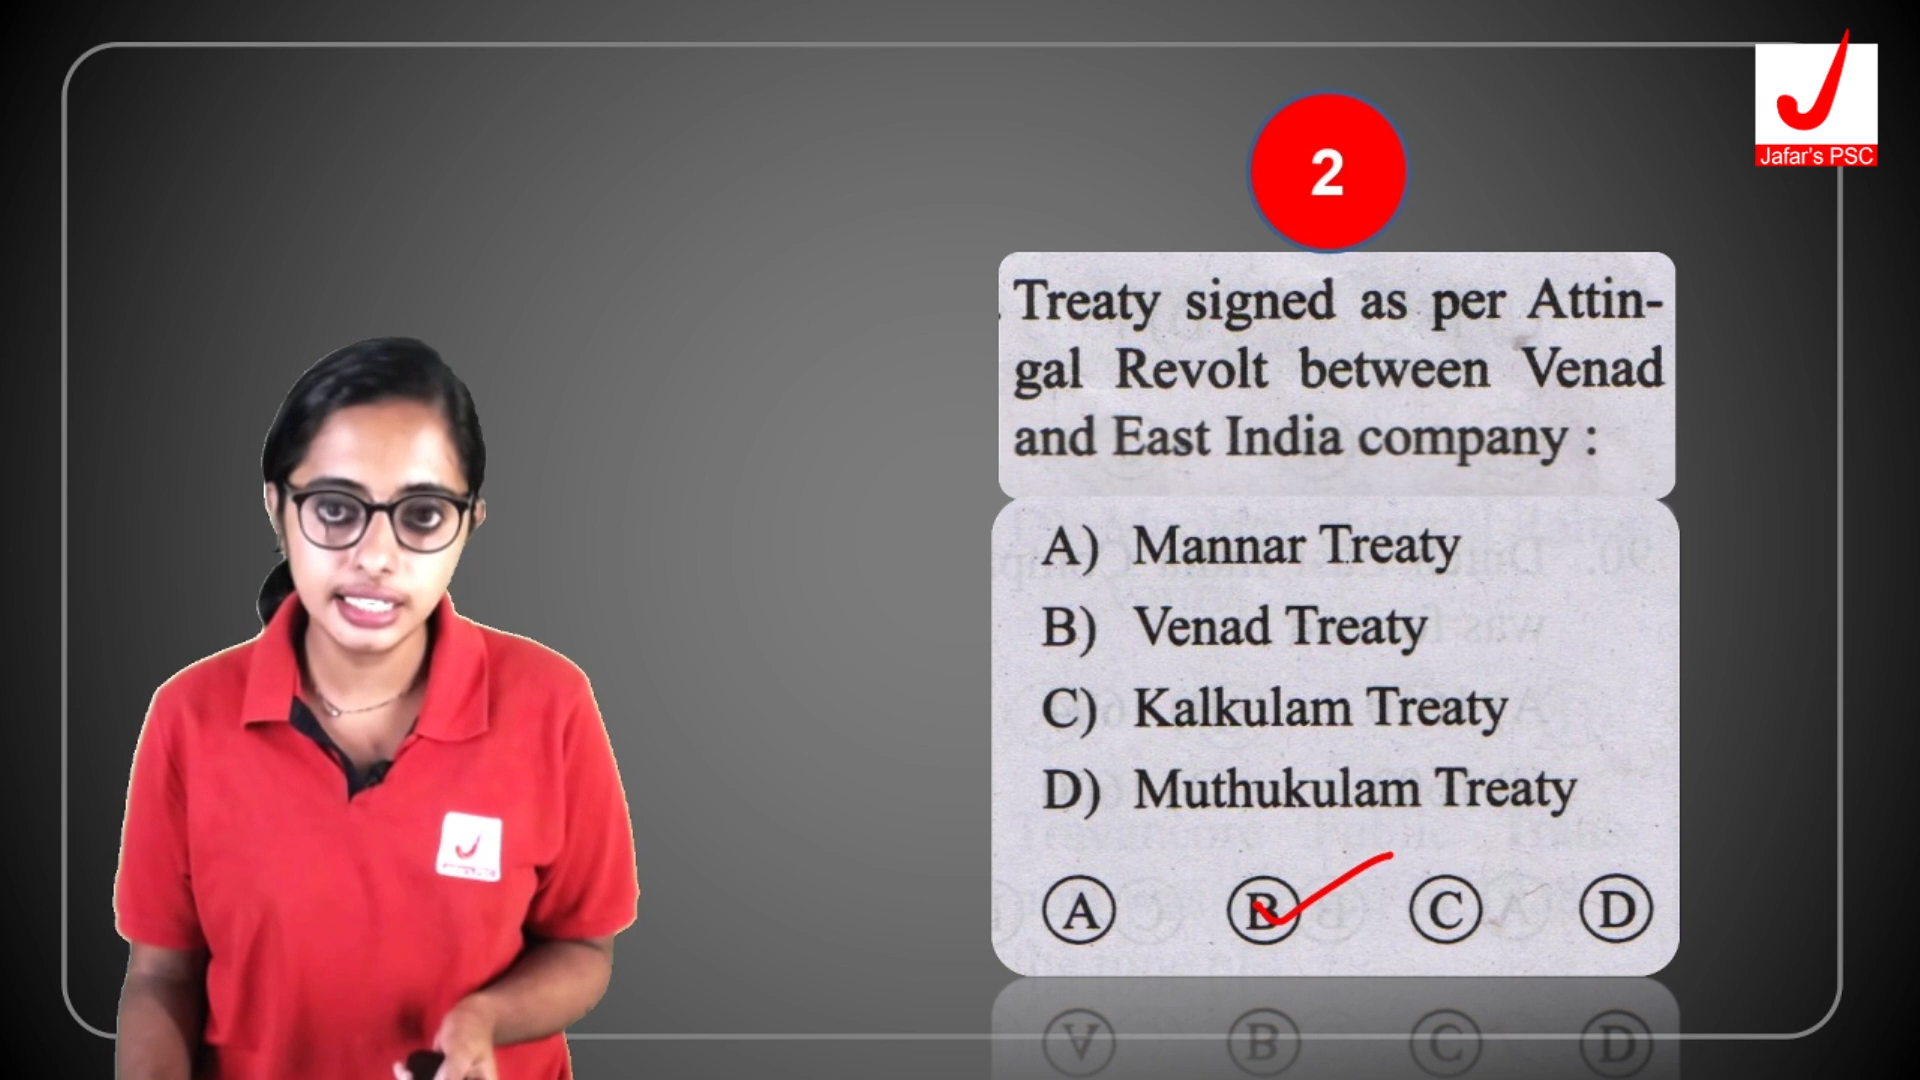 Jafar's PSC
2
Treaty signed as per Attin-
gal Revolt between Venad
and East India company :
A) Mannar Treaty
B) Venad Treaty
C) Kalkulam Treaty
D) Muthukulam Treaty
A B C D